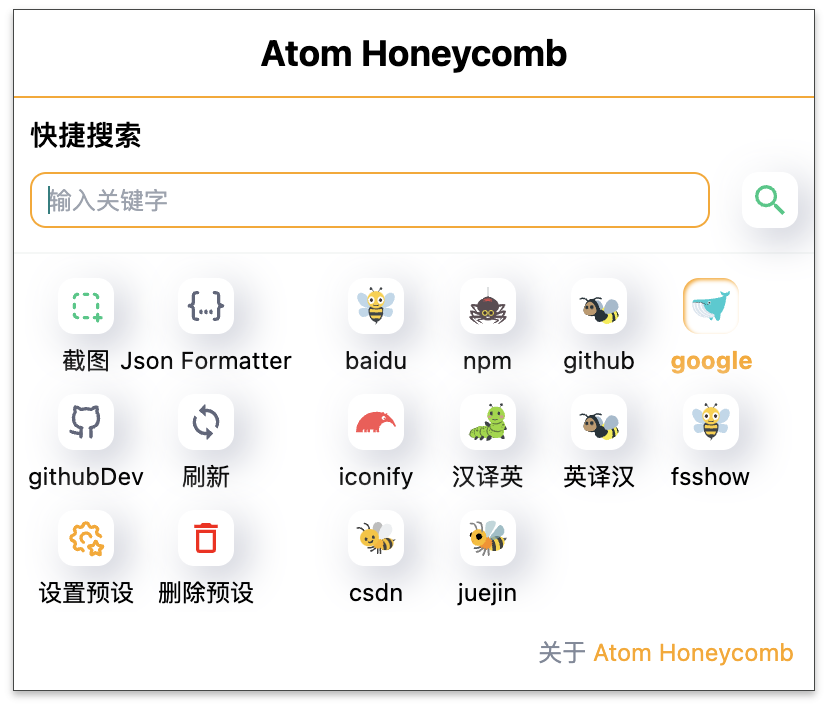 Atom Honeycomb
快捷搜索
输入关键字
截图 Json Formatter baidu npm github google
githubDev 刷新 iconify 汉译英 英译汉 fsshow
设置预设 删除预设 csdn juejin
关于 Atom Honeycomb